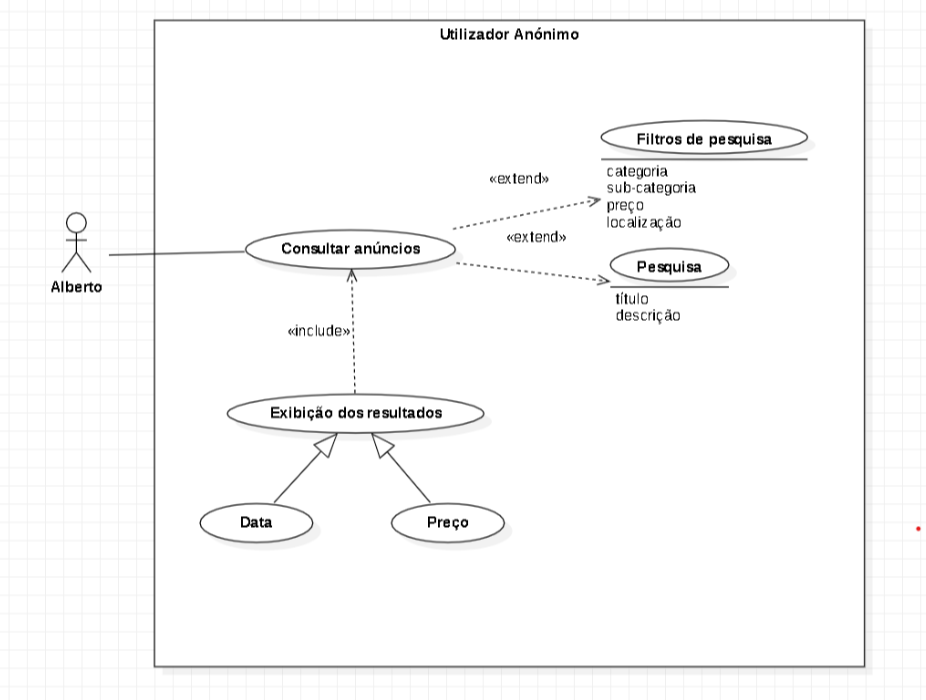 Utilizador Anónimo
Filtros de pesquisa
categoria
sub-categoria
preço
localização
«extend»
«extend»
Consultar anúncios
Pesquisa
título
descrição
Alberto
«include»
Exibição dos resultados
Data
Preço